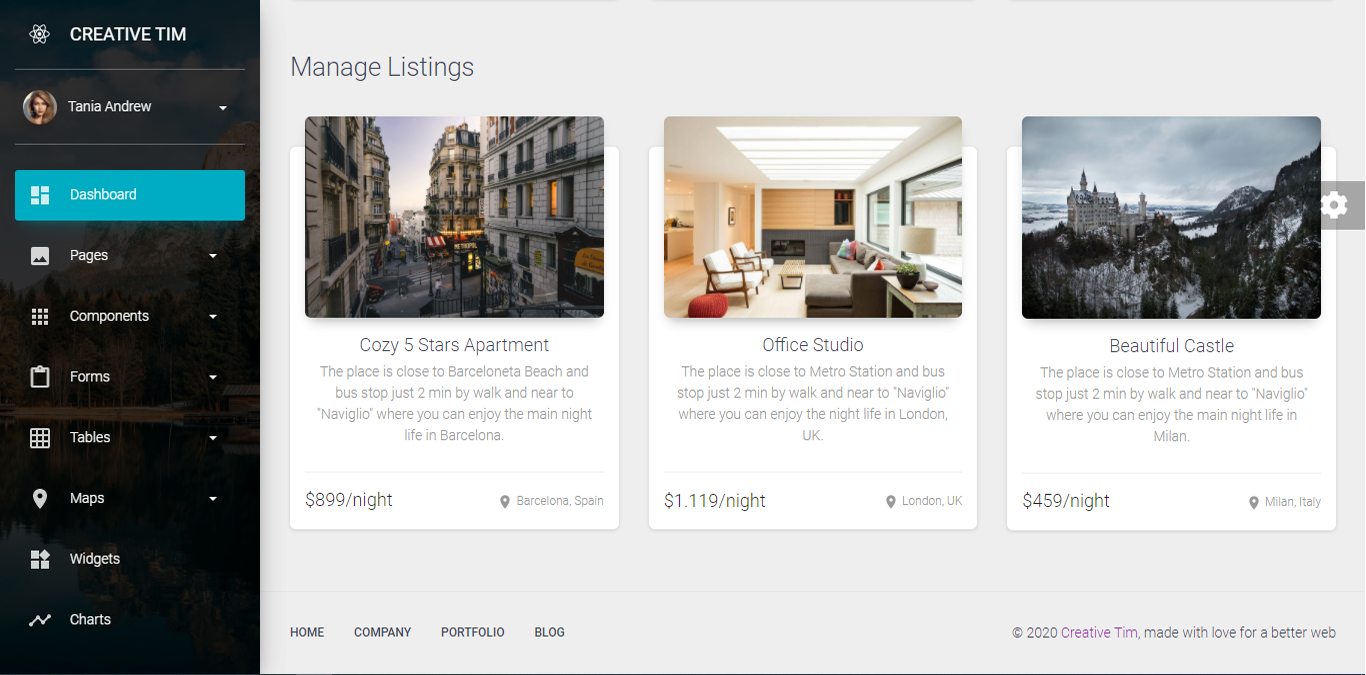 CREATIVE TIM
Tania Andrew
Dashboard
Pages
Components
Forms
Tables
Maps
Widgets
Charts
Manage Listings
METROPOL
Cozy 5 Stars Apartment
The place is close to Barceloneta Beach and
bus stop just 2 min by walk and near to
"Naviglio" where you can enjoy the main night
life in Barcelona.
$899/night
Barcelona, Spain
Office Studio
The place is close to Metro Station and bus
stop just 2 min by walk and near to "Naviglio"
where you can enjoy the night life in London,
UK.
$1.119/night
London, UK
Beautiful Castle
The place is close to Metro Station and bus
stop just 2 min by walk and near to "Naviglio"
where you can enjoy the main night life in
Milan.
$459/night
Milan, Italy
HOME COMPANY PORTFOLIO BLOG
© 2020 Creative Tim, made with love for a better web